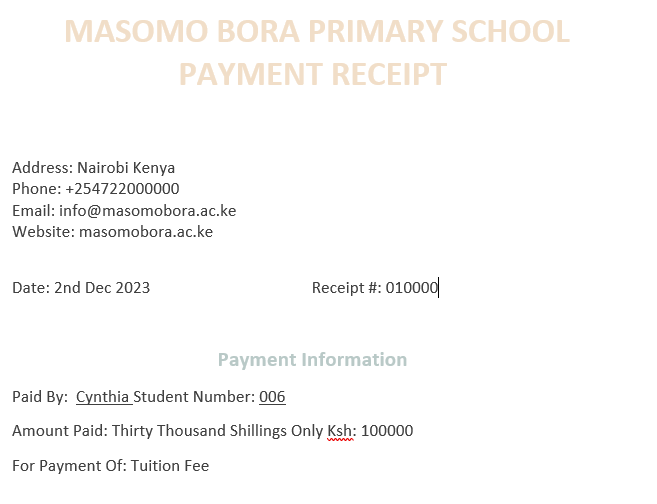 MASOMO BORA PRIMARY SCHOOL
PAYMENT RECEIPT
Address: Nairobi Kenya
Phone: +254722000000
Email: info@masomobora.ac.ke
Website: masomobora.ac.ke
Date: 2nd Dec 2023 Receipt #: 010000
Payment Information
Paid By: Cynthia Student Number: 006
Amount Paid: Thirty Thousand Shillings Only Ksh: 100000
For Payment Of: Tuition Fee